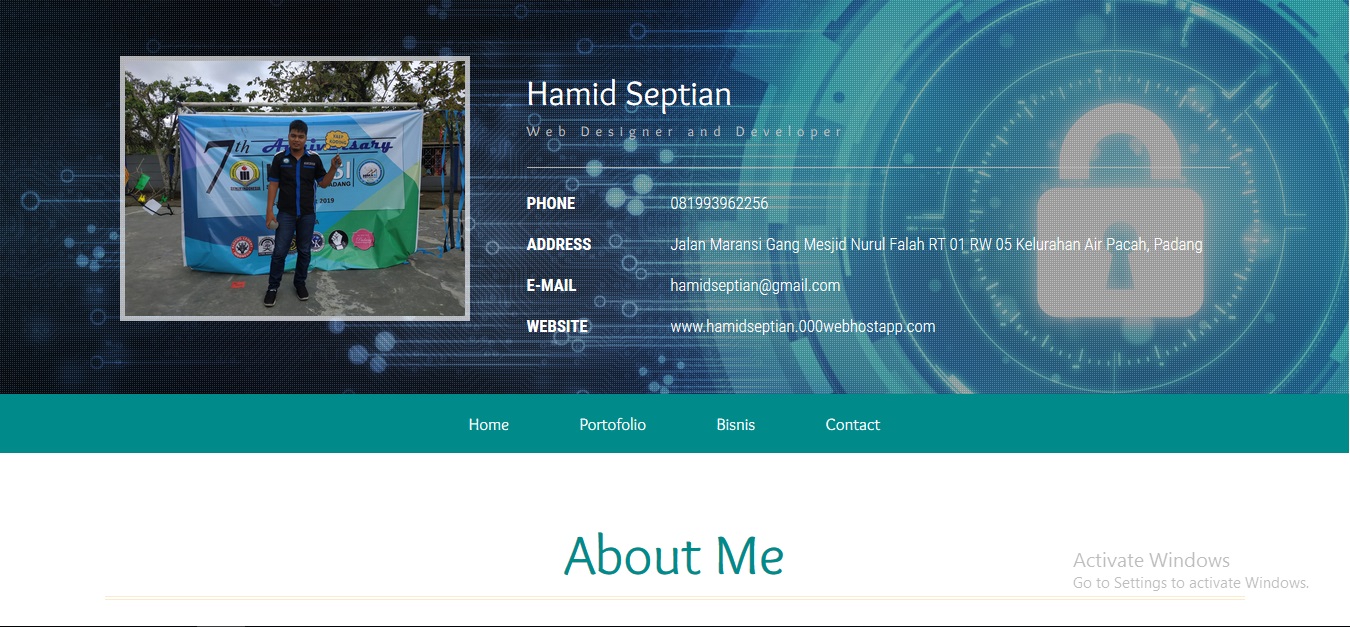 Hamid Septian
Web Designer and Developer
PHONE 081993962256
ADDRESS Jalan Maransi Gang Mesjid Nurul Falah RT 01 RW 05 Kelurahan Air Pacah, Padang
E-MAIL hamidseptian@gmail.com
WEBSITE www.hamidseptian.000webhostapp.com
7th Anniversary
ADANG
2019
Home Portofolio Bisnis Contact
About Me
Activate Windows
Go to Settings to activate Windows.